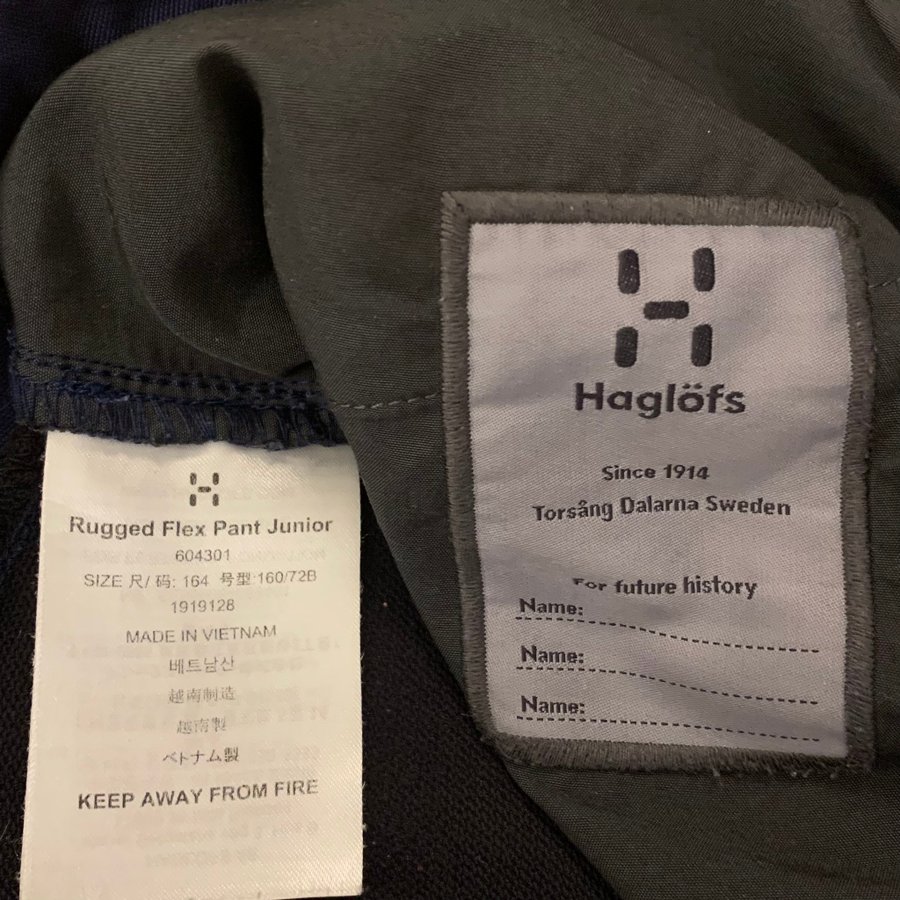 Rugged Flex Pant Junior
604301
SIZE 尺/ 码: 164 号型:160/72B
1919128
MADE IN VIETNAM
베트남산
越南制造
越南製
ベトナム製
KEEP AWAY FROM FIRE
Haglöfs
Since 1914
Torsång Dalarna Sweden
For future history
Name:
Name:
Name: